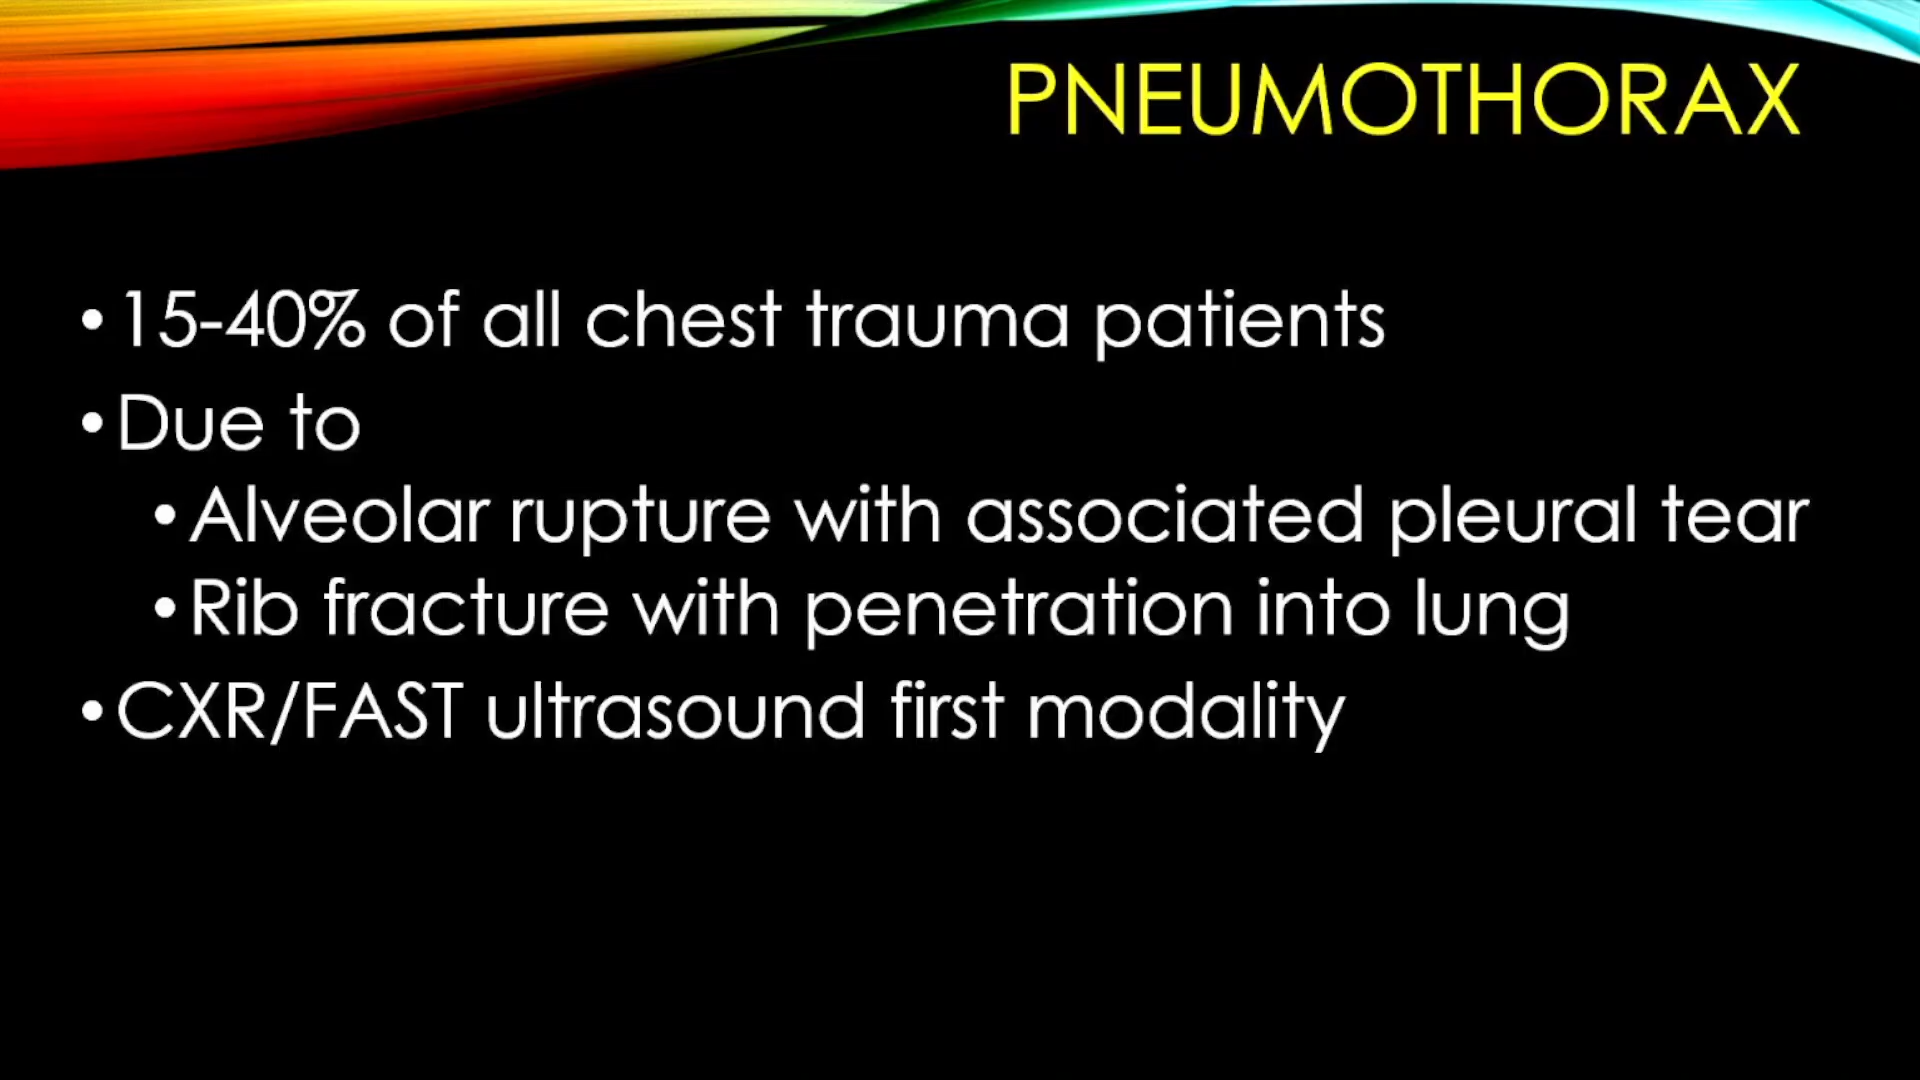 PNEUMOTHORAX
•15-40% of all chest trauma patients
•Due to
•Alveolar rupture with associated pleural tear
•Rib fracture with penetration into lung
•CXR/FAST ultrasound first modality